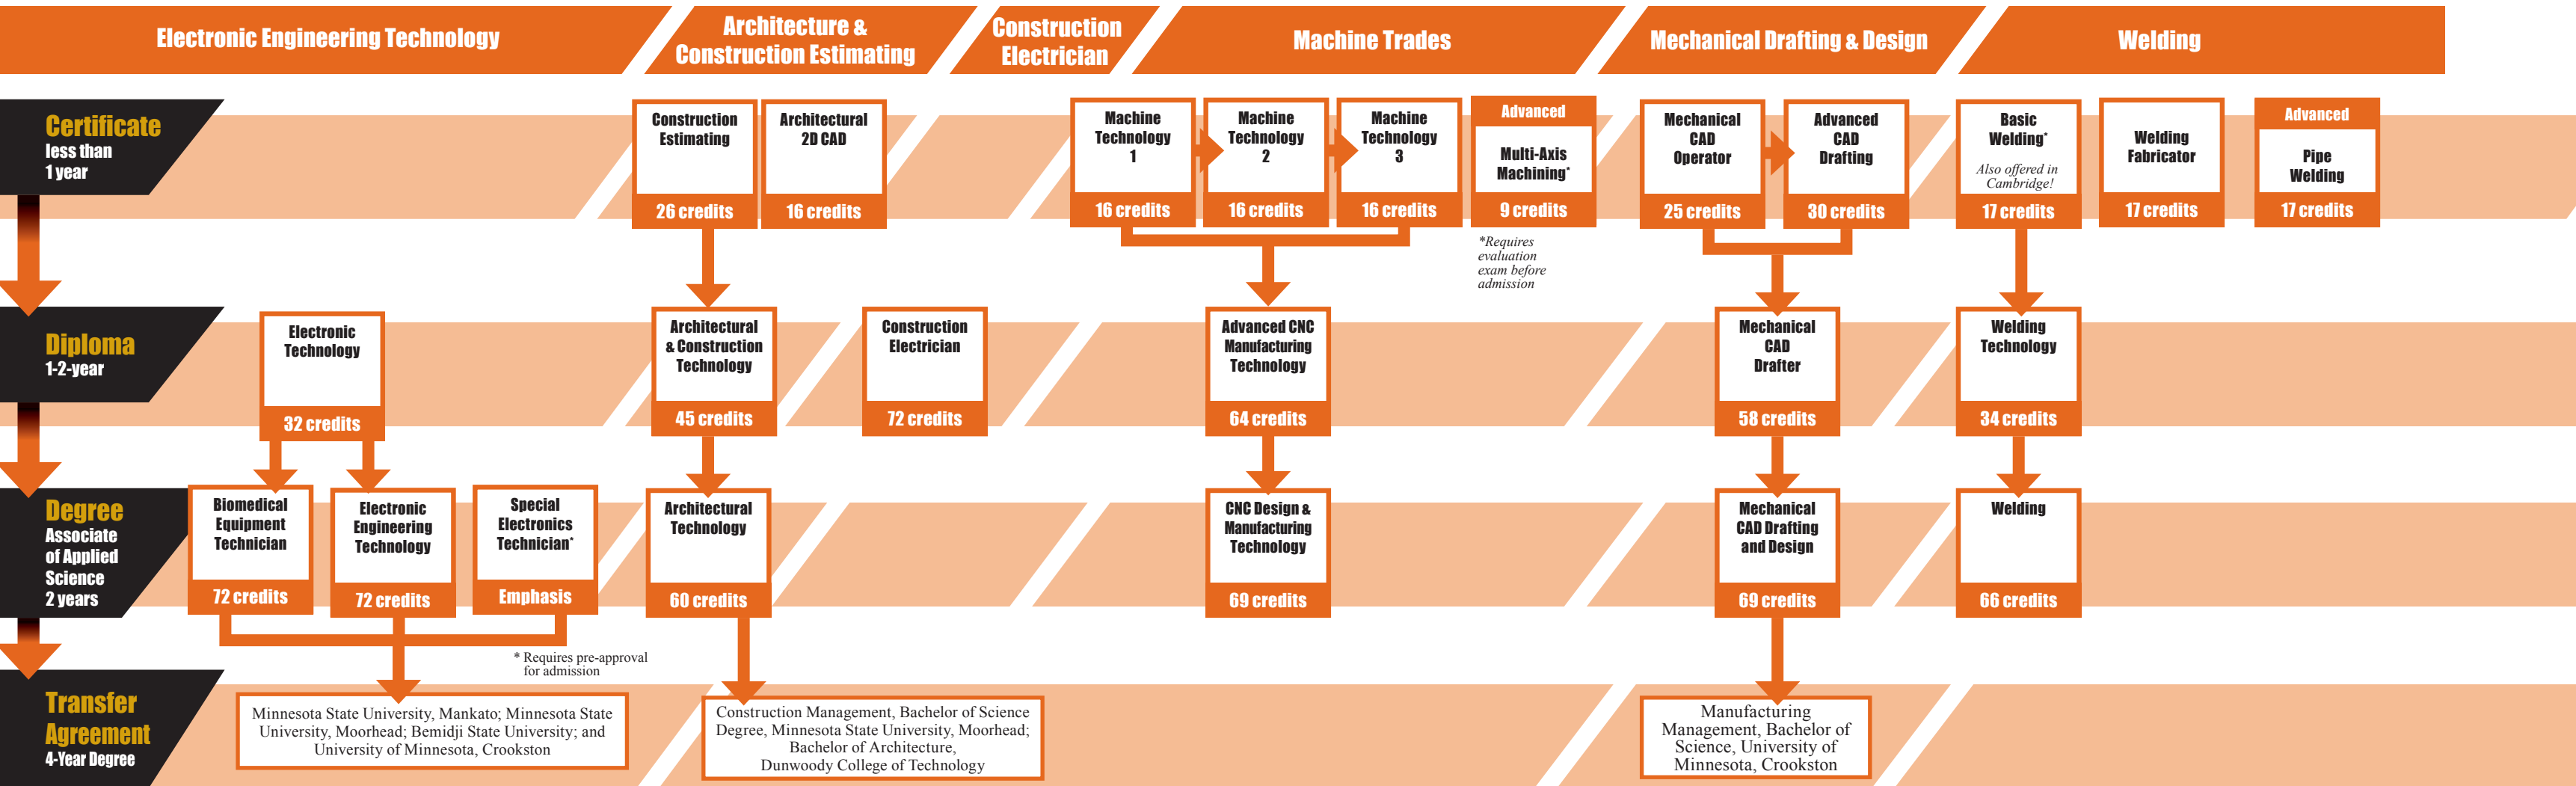 Electronic Engineering Technology
Architecture &
Construction Estimating
Construction
Electrician
Machine Trades
Mechanical Drafting & Design
Welding
Certificate
less than
1 year
Construction
Estimating
26 credits
Architectural
2D CAD
16 credits
Machine
Technology
1
16 credits
Machine
Technology
2
16 credits
Machine
Technology
3
16 credits
Advanced
Multi-Axis
Machining*
9 credits
*Requires
evaluation
exam before
admission
Mechanical
CAD
Operator
25 credits
Advanced
CAD
Drafting
30 credits
Basic
Welding*
Also offered in
Cambridge!
17 credits
Welding
Fabricator
17 credits
Advanced
Pipe
Welding
17 credits
Diploma
1-2-year
Electronic
Technology
32 credits
Architectural
& Construction
Technology
45 credits
Construction
Electrician
72 credits
Advanced CNC
Manufacturing
Technology
64 credits
Mechanical
CAD
Drafter
58 credits
Welding
Technology
34 credits
Degree
Associate
of Applied
Science
2 years
Biomedical
Equipment
Technician
72 credits
Electronic
Engineering
Technology
72 credits
Special
Electronics
Technician*
Emphasis
* Requires pre-approval
for admission
Architectural
Technology
60 credits
CNC Design &
Manufacturing
Technology
69 credits
Mechanical
CAD Drafting
and Design
69 credits
Welding
66 credits
Transfer
Agreement
4-Year Degree
Minnesota State University, Mankato; Minnesota State
University, Moorhead; Bemidji State University; and
University of Minnesota, Crookston
Construction Management, Bachelor of Science
Degree, Minnesota State University, Moorhead;
Bachelor of Architecture,
Dunwoody College of Technology
Manufacturing
Management, Bachelor of
Science, University of
Minnesota, Crookston